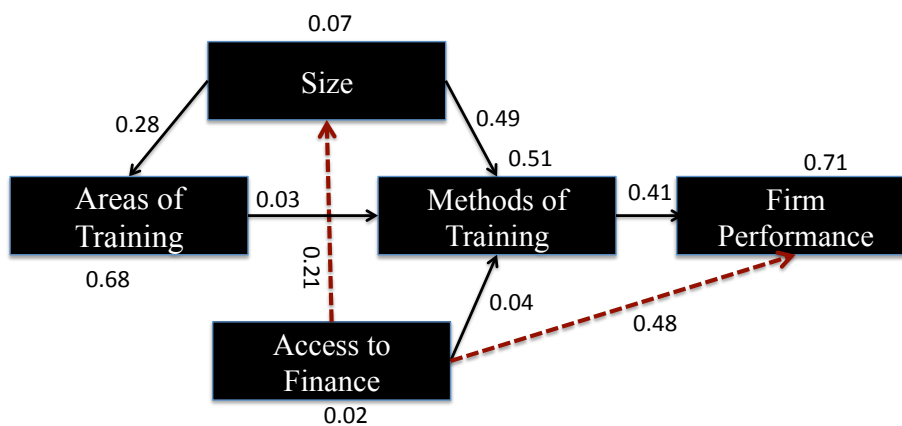 0.07
Size
0.28
0.49
0.51
0.71
Areas of
Training
0.03
Methods of
Training
0.41
Firm
Performance
0.68
0.21
0.04
0.48
Access to
Finance
0.02